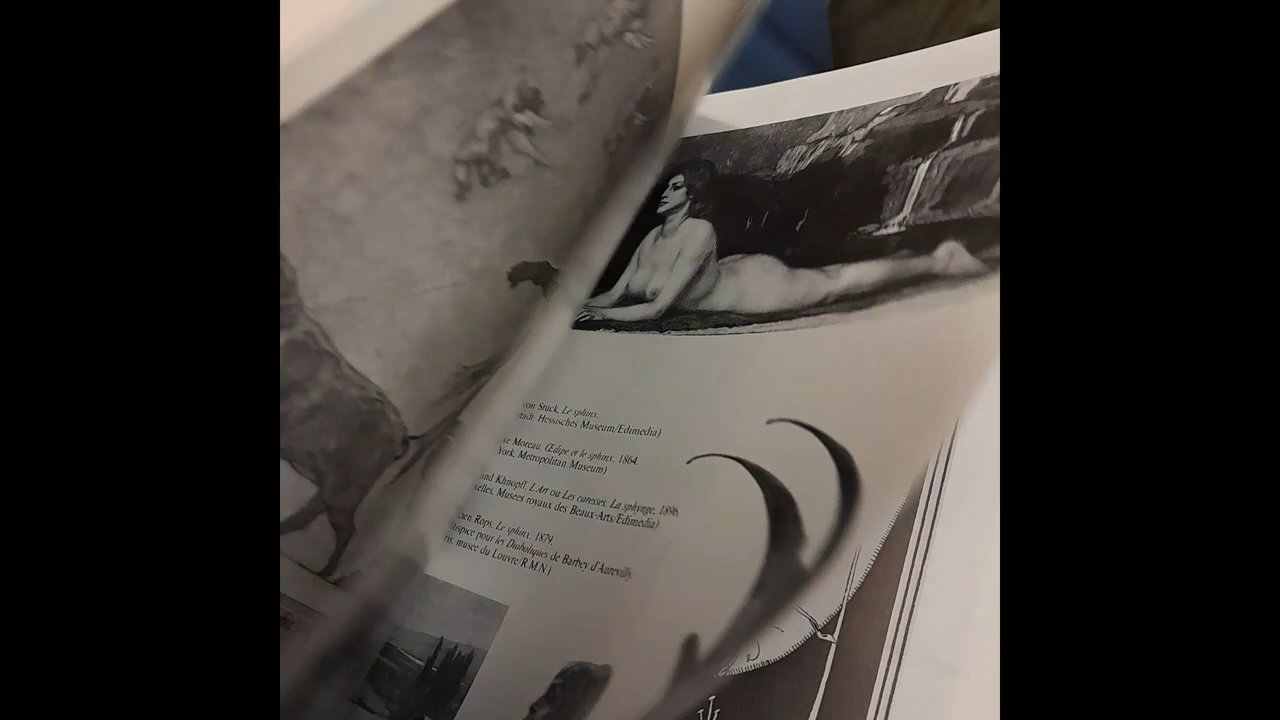 von Stück, Le sphinx.
stadt, Hessisches Museum/Edimedia)
ve Moreau, Œdipe et le sphinx, 1864.
York, Metropolitan Museum)
and Khnopff, L'Art ou Les caresses, La sphynge, 1896.
xelles, Musées royaux des Beaux-Arts/Edimedia)
cien Rops, Le sphinx, 1879.
ntispice pour les Diaboliques de Barbey d'Aurevilly.
ris, musée du Louvre/R.M.N.)